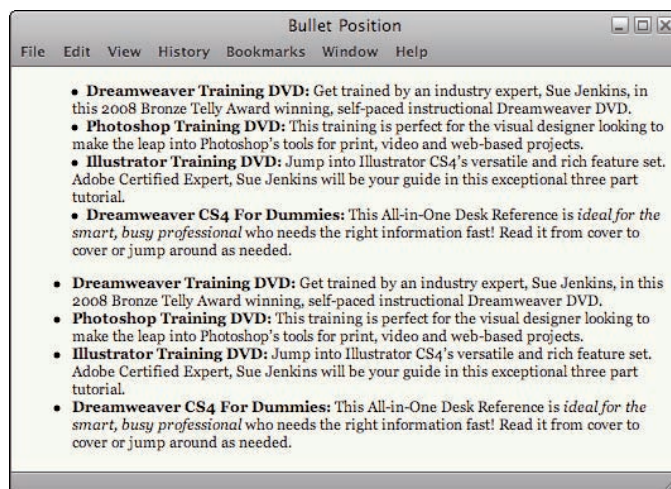 Bullet Position
File Edit View History Bookmarks Window Help
• Dreamweaver Training DVD: Get trained by an industry expert, Sue Jenkins, in
this 2008 Bronze Telly Award winning, self-paced instructional Dreamweaver DVD.
• Photoshop Training DVD: This training is perfect for the visual designer looking to
make the leap into Photoshop's tools for print, video and web-based projects.
• Illustrator Training DVD: Jump into Illustrator CS4's versatile and rich feature set.
Adobe Certified Expert, Sue Jenkins will be your guide in this exceptional three part
tutorial.
• Dreamweaver CS4 For Dummies: This All-in-One Desk Reference is ideal for the
smart, busy professional who needs the right information fast! Read it from cover to
cover or jump around as needed.
• Dreamweaver Training DVD: Get trained by an industry expert, Sue Jenkins, in this
2008 Bronze Telly Award winning, self-paced instructional Dreamweaver DVD.
• Photoshop Training DVD: This training is perfect for the visual designer looking to
make the leap into Photoshop's tools for print, video and web-based projects.
• Illustrator Training DVD: Jump into Illustrator CS4's versatile and rich feature set.
Adobe Certified Expert, Sue Jenkins will be your guide in this exceptional three part
tutorial.
• Dreamweaver CS4 For Dummies: This All-in-One Desk Reference is ideal for the
smart, busy professional who needs the right information fast! Read it from cover to
cover or jump around as needed.